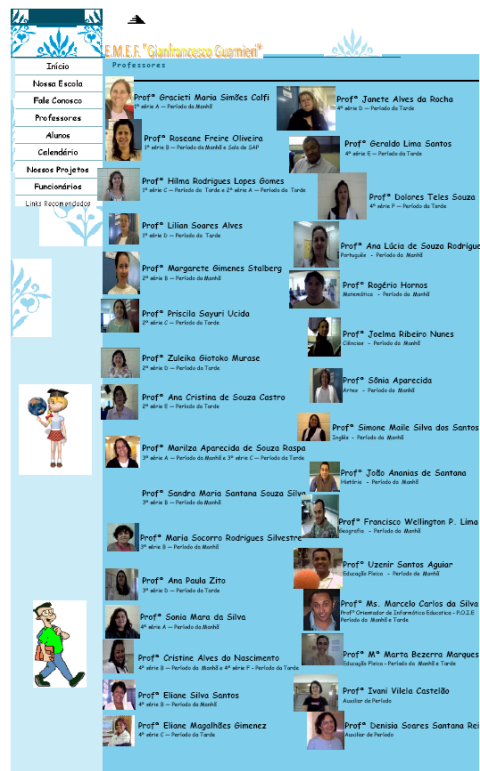 E.M.E.F. "Gianfrancesco Guarnieri"
Professores
Início
Nossa Escola
Fale Conosco
Professores
Alunos
Calendário
Nossos Projetos
Funcionários
Links Recomendados
Profª Gracieti Maria Simões Calfi
1ª série A — Período da Manhã
Profª Roseane Freire Oliveira
1ª série B — Período da Manhã e Sala de SAP
Profª Hilma Rodrigues Lopes Gomes
1ª série C — Período da Tarde e 2ª série A — Período da Tarde
Profª Lilian Soares Alves
1ª série D — Período da Tarde
Profª Margarete Gimenes Stalberg
2ª série B — Período da Manhã
Profª Priscila Sayuri Ucida
2ª série C — Período da Tarde
Profª Zuleika Giotoko Murase
2ª série D — Período da Tarde
Profª Ana Cristina de Souza Castro
2ª série E — Período da Tarde
Profª Marilza Aparecida de Souza Raspa
3ª série A — Período da Manhã e 3ª série C — Período da Tarde
Profª Sandra Maria Santana Souza Silva
3ª série B — Período da Manhã
Profª Maria Socorro Rodrigues Silvestre
3ª série B — Período da Manhã
Profª Ana Paula Zito
3ª série D — Período da Tarde
Profª Sonia Mara da Silva
4ª série A — Período da Manhã
Profª Cristine Alves do Nascimento
4ª série B — Período da Manhã e 4ª série F - Período da Tarde
Profª Eliane Silva Santos
4ª série B — Período da Manhã
Profª Eliane Magalhães Gimenez
4ª série C — Período da Tarde
Profª Janete Alves da Rocha
4ª série D — Período da Tarde
Profª Geraldo Lima Santos
4ª série E — Período da Tarde
Profª Dolores Teles Souza
4ª série F — Período da Tarde
Profª Ana Lúcia de Souza Rodrigue
Português - Período da Manhã
Profª Rogério Hornos
Matemática - Período da Manhã
Profª Joelma Ribeiro Nunes
Ciências - Período da Manhã
Profª Sônia Aparecida
Artes - Período da Manhã
Profª Simone Maile Silva dos Santos
Inglês - Período da Manhã
Profª João Ananias de Santana
História - Período da Manhã
Profª Francisco Wellington P. Lima
Geografia - Período da Manhã
Profª Uzenir Santos Aguiar
Educação Física - Período da Manhã
Profª Ms. Marcelo Carlos da Silva
Profº Orientador de Informática Educativa - P.O.I.E
Período da Manhã e Tarde
Profª Mª Marta Bezerra Marques
Educação Física - Período da Manhã e Tarde
Profª Ivani Vilela Castelão
Auxiliar de Período
Profª Denisia Soares Santana Rei
Auxiliar de Período